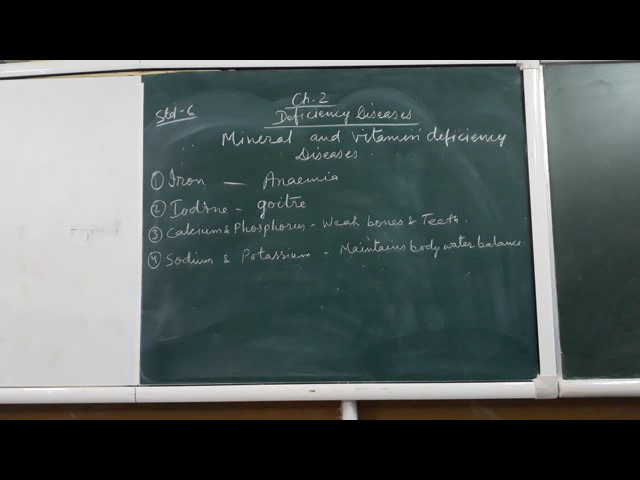 Std-6
Ch-2
Deficiency Diseases
Mineral and Vitamin deficiency
Diseases.
① Iron — Anaemia
② Iodine - goitre
③ Calcium & Phosphorus - Weak bones & Teeth.
④ Sodium & Potassium - Maintains body water balance.